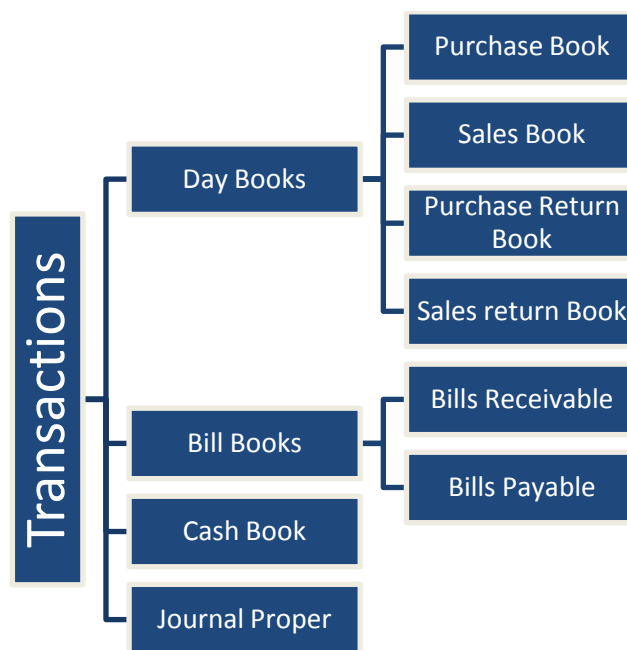 Transactions
Day Books
Purchase Book
Sales Book
Purchase Return
Book
Sales return Book
Bill Books
Bills Receivable
Bills Payable
Cash Book
Journal Proper